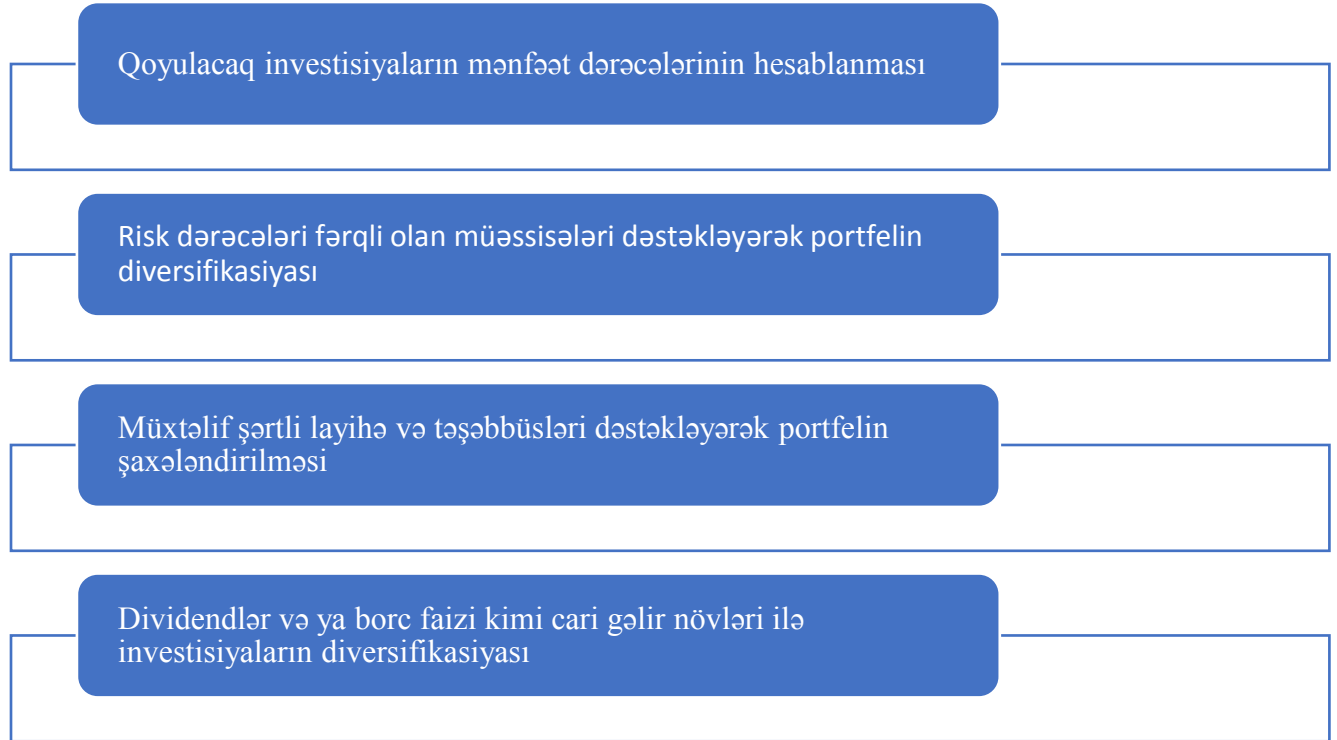 Qoyulacaq investisiyaların mənfəət dərəcələrinin hesablanması
Risk dərəcələri fərqli olan müəssisələri dəstəkləyərək portfelin
diversifikasiyası
Müxtəlif şərtli layihə və təşəbbüsləri dəstəkləyərək portfelin
şaxələndirilməsi
Dividendlər və ya borc faizi kimi cari gəlir növləri ilə
investisiyaların diversifikasiyası